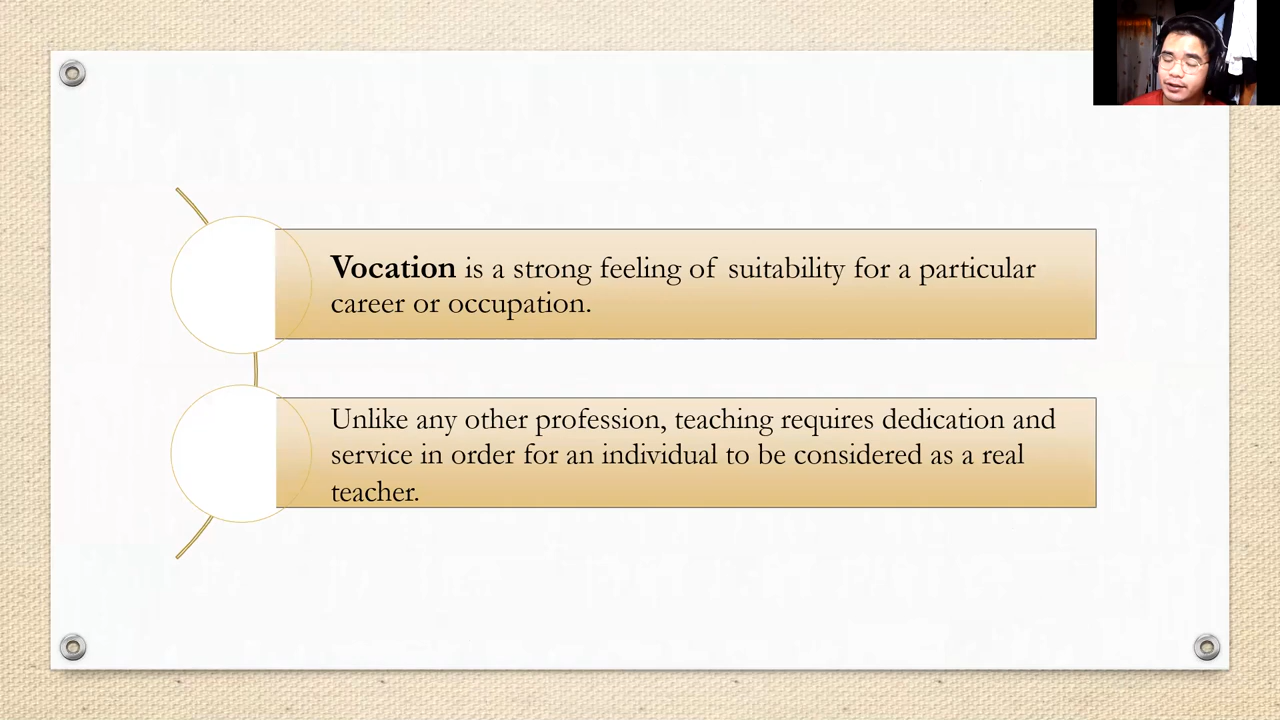 Vocation is a strong feeling of suitability for a particular
career or occupation.
Unlike any other profession, teaching requires dedication and
service in order for an individual to be considered as a real
teacher.